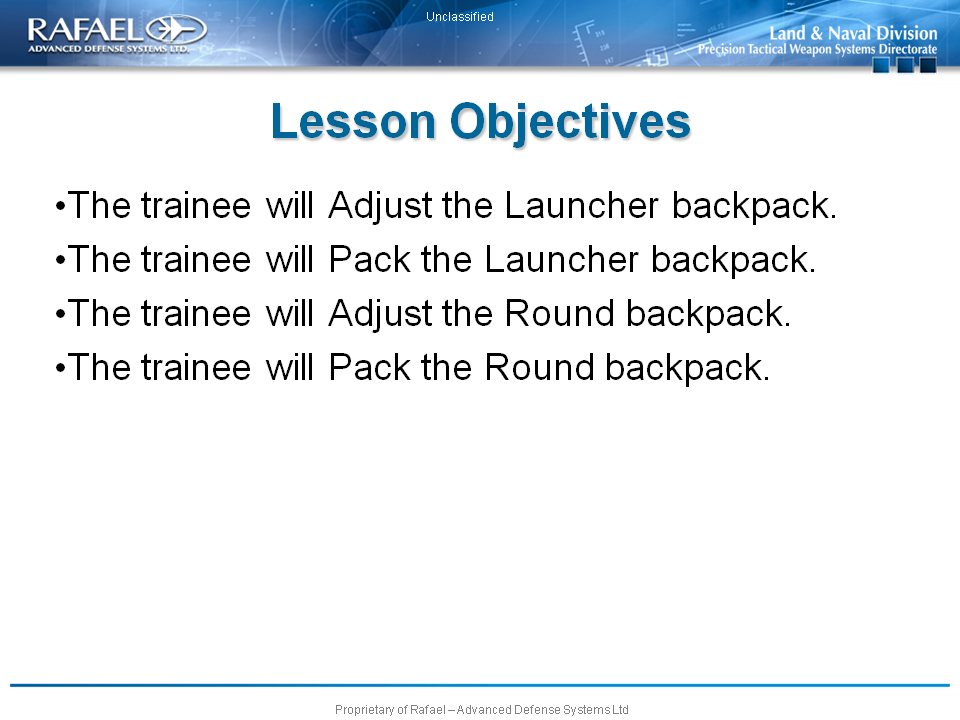 Unclassified
RAFAEL
ADVANCED DEFENSE SYSTEMS LTD.
Land & Naval Division
Precision Tactical Weapon Systems Directorate
Lesson Objectives
•The trainee will Adjust the Launcher backpack.
•The trainee will Pack the Launcher backpack.
•The trainee will Adjust the Round backpack.
•The trainee will Pack the Round backpack.
Proprietary of Rafael – Advanced Defense Systems Ltd